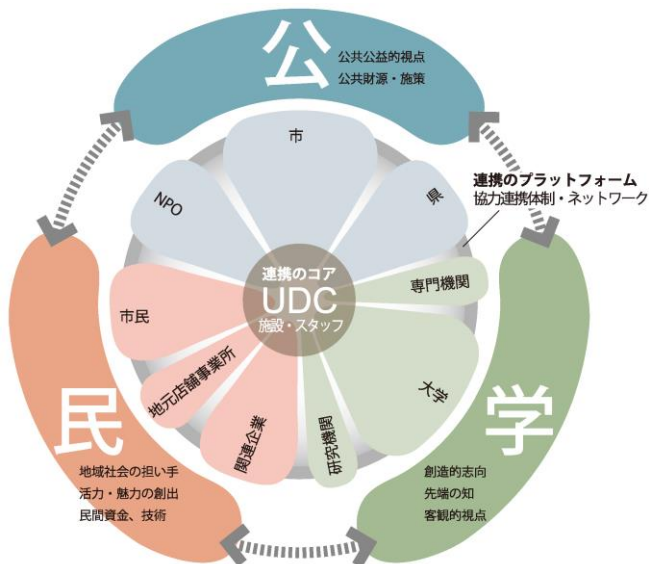 公
公共公益的視点
公共財源・施策
市
NPO
県
連携のプラットフォーム
協力連携体制・ネットワーク
連携のコア
UDC
施設・スタッフ
専門機関
市民
大学
地元店舗事業所
関連企業
研究機関
民
地域社会の担い手
活力・魅力の創出
民間資金、技術
学
創造的志向
先端の知
客観的視点